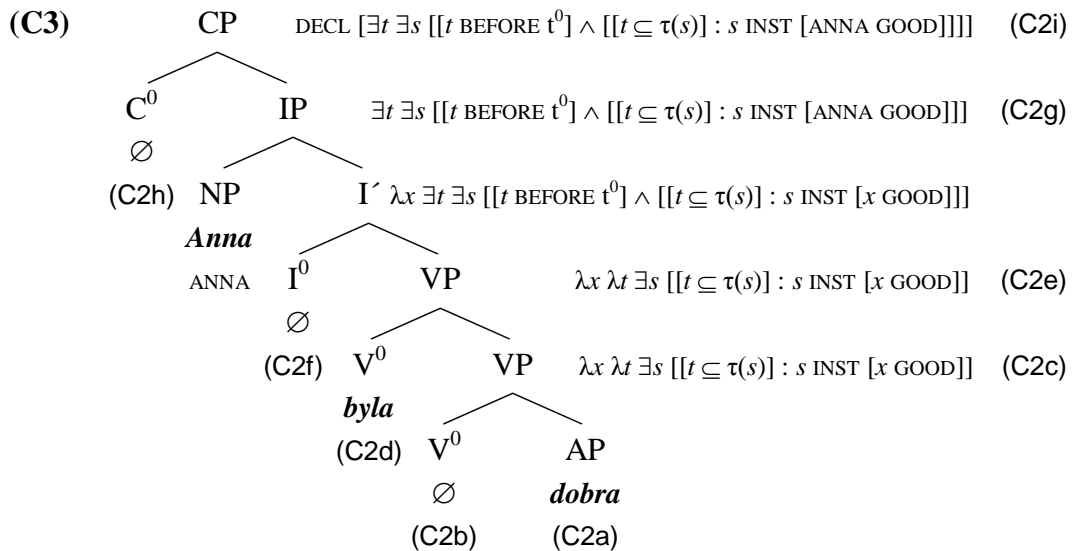 (C3) CP DECL [∃t ∃s [[t BEFORE t⁰] ∧ [[t ⊆ τ(s)] : s INST [ANNA GOOD]]]] (C2i)
C⁰ IP ∃t ∃s [[t BEFORE t⁰] ∧ [[t ⊆ τ(s)] : s INST [ANNA GOOD]]] (C2g)
∅
(C2h) NP I´ λx ∃t ∃s [[t BEFORE t⁰] ∧ [[t ⊆ τ(s)] : s INST [x GOOD]]]
Anna
ANNA I⁰ VP λx λt ∃s [[t ⊆ τ(s)] : s INST [x GOOD]] (C2e)
∅
(C2f) V⁰ VP λx λt ∃s [[t ⊆ τ(s)] : s INST [x GOOD]] (C2c)
byla
(C2d) V⁰ AP
∅ dobra
(C2b) (C2a)